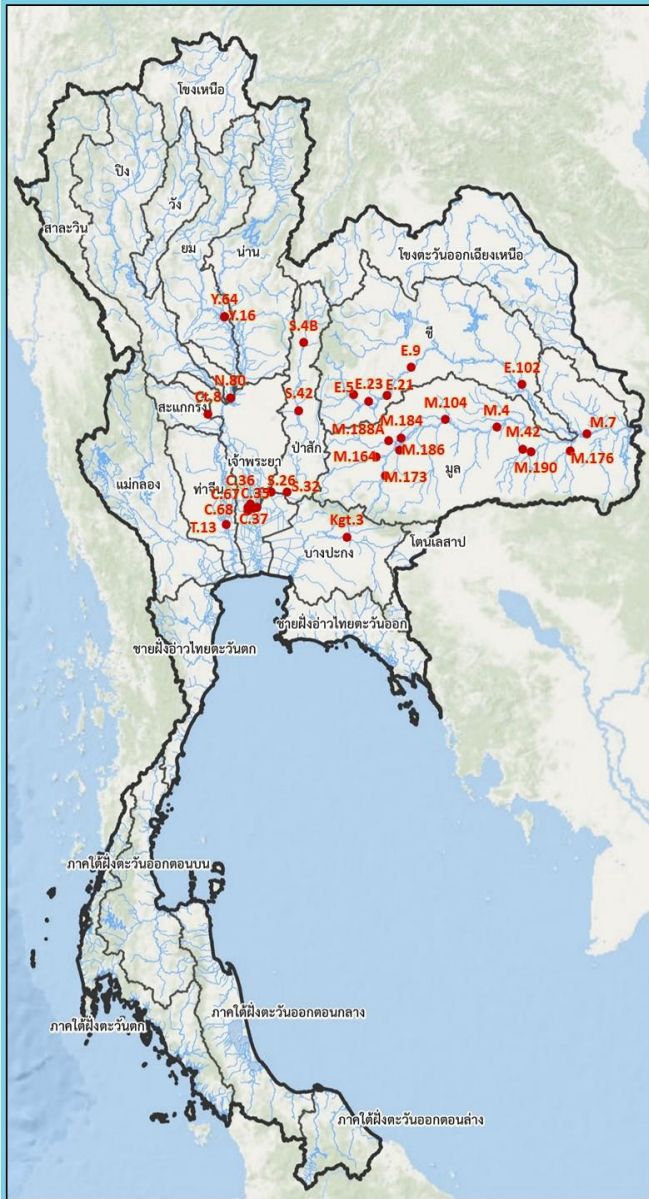 โขงเหนือ
ปิง
วัง
สาละวิน
ยม
น่าน
โขงตะวันออกเฉียงเหนือ
Y.64
Y.16
S.4B
ชี
E.9
N.80
Ct.8
E.5
E.23
E.21
E.102
สะแกกรัง
S.42
M.104
M.4
M.7
M.184
M.188A
M.42
ป่าสัก
M.186
M.164
M.190
M.176
เจ้าพระยา
มูล
M.173
แม่กลอง
ท่าจีน
C.36
S.26
S.32
C.67
C.35
C.68
C.37
T.13
Kgt.3
บางปะกง
โตนเลสาป
ชายฝั่งอ่าวไทยตะวันออก
ชายฝั่งอ่าวไทยตะวันตก
ภาคใต้ฝั่งตะวันออกตอนบน
ภาคใต้ฝั่งตะวันออกตอนกลาง
ภาคใต้ฝั่งตะวันตก
ภาคใต้ฝั่งตะวันออกตอนล่าง